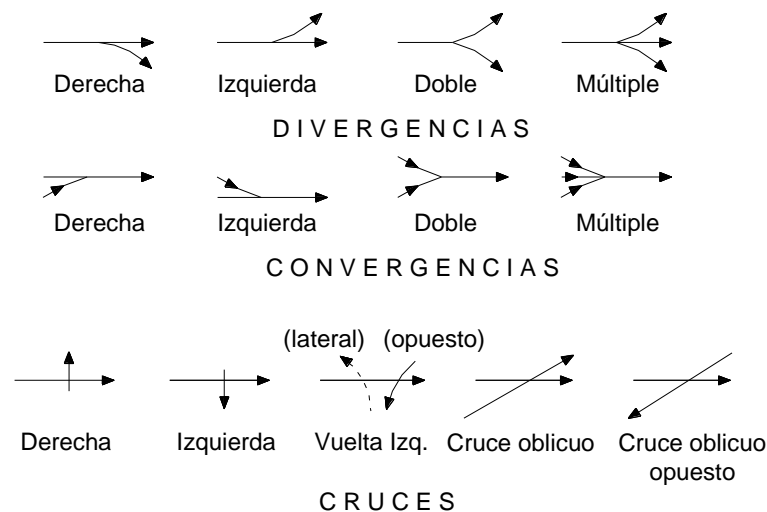 Derecha Izquierda Doble Múltiple
D I V E R G E N C I A S
Derecha Izquierda Doble Múltiple
C O N V E R G E N C I A S
(lateral) (opuesto)
Derecha Izquierda Vuelta Izq. Cruce oblicuo Cruce oblicuo
opuesto
C R U C E S